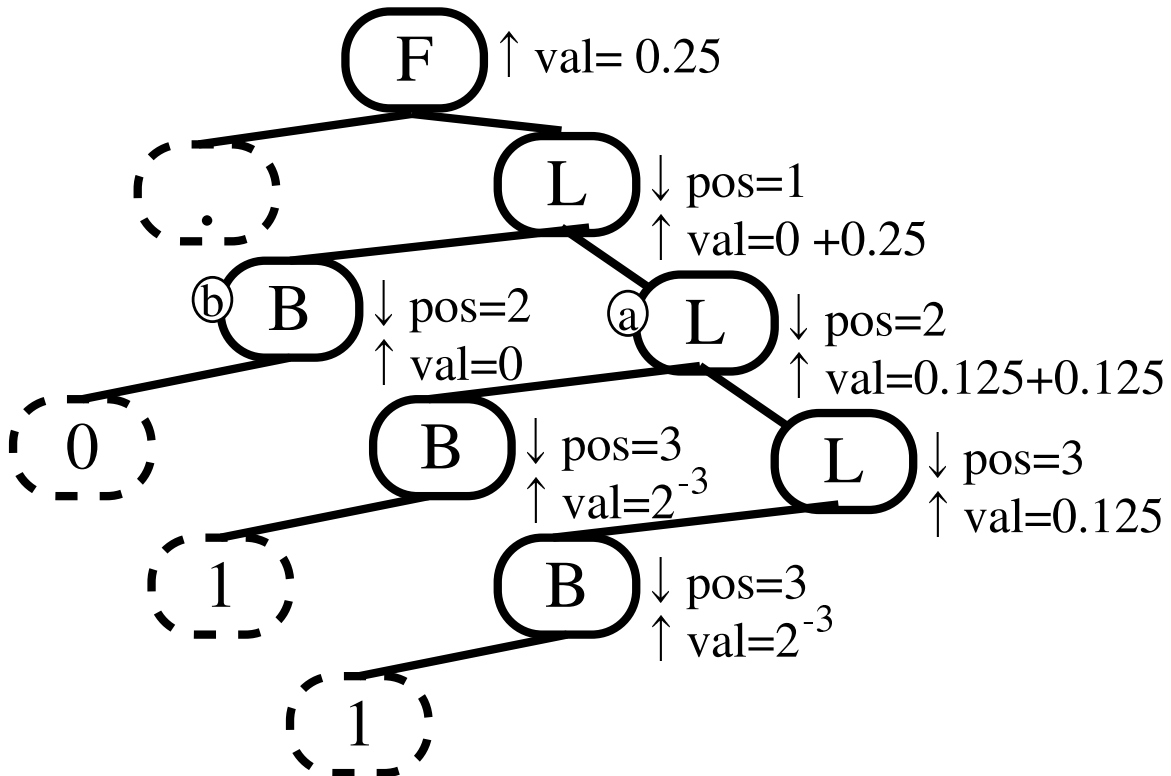 F ↑ val= 0.25
. L ↓ pos=1
↑ val=0 +0.25
b B ↓ pos=2
↑ val=0
a L ↓ pos=2
↑ val=0.125+0.125
0 B ↓ pos=3
↑ val=2^-3
L ↓ pos=3
↑ val=0.125
1 B ↓ pos=3
↑ val=2^-3
1